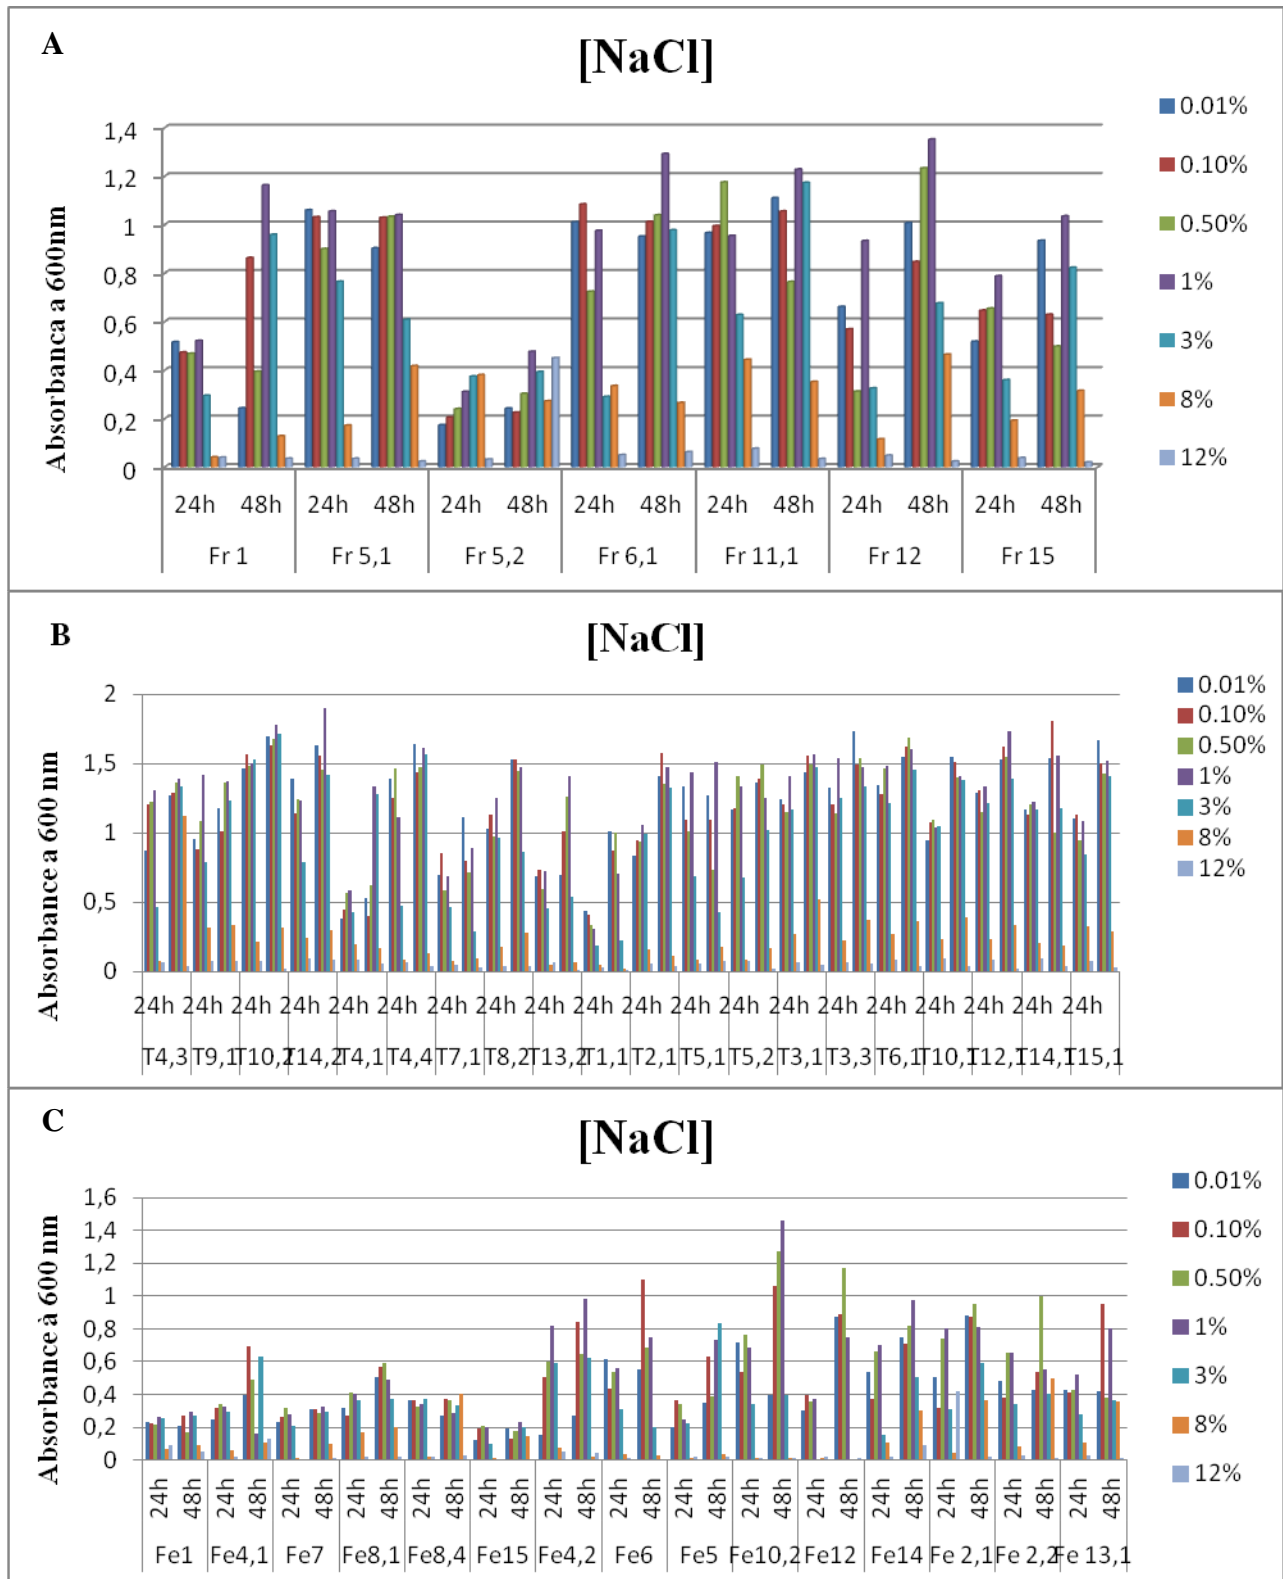 A
[NaCl]
Absorbanca a 600nm
1,4
1,2
1
0,8
0,6
0,4
0,2
0
24h 48h 24h 48h 24h 48h 24h 48h 24h 48h 24h 48h 24h 48h
Fr 1 Fr 5,1 Fr 5,2 Fr 6,1 Fr 11,1 Fr 12 Fr 15
0.01%
0.10%
0.50%
1%
3%
8%
12%
B
[NaCl]
Absorbance a 600 nm
2
1,5
1
0,5
0
24h 24h 24h 24h 24h 24h 24h 24h 24h 24h 24h 24h 24h 24h 24h 24h 24h 24h 24h 24h
T4,3 T9,1 T10,2 T14,2 T4,1 T4,4 T7,1 T8,2 T13,2 T1,1 T2,1 T5,1 T5,2 T3,1 T3,3 T6,1 T10,1 T12,1 T14,1 T15,1
0.01%
0.10%
0.50%
1%
3%
8%
12%
C
[NaCl]
Absorbance à 600 nm
1,6
1,4
1,2
1
0,8
0,6
0,4
0,2
0
24h 48h 24h 48h 24h 48h 24h 48h 24h 48h 24h 48h 24h 48h 24h 48h 24h 48h 24h 48h 24h 48h 24h 48h 24h 48h 24h 48h 24h 48h
Fe1 Fe4,1 Fe7 Fe8,1 Fe8,4 Fe15 Fe4,2 Fe6 Fe5 Fe10,2 Fe12 Fe14 Fe 2,1 Fe 2,2 Fe 13,1
0.01%
0.10%
0.50%
1%
3%
8%
12%